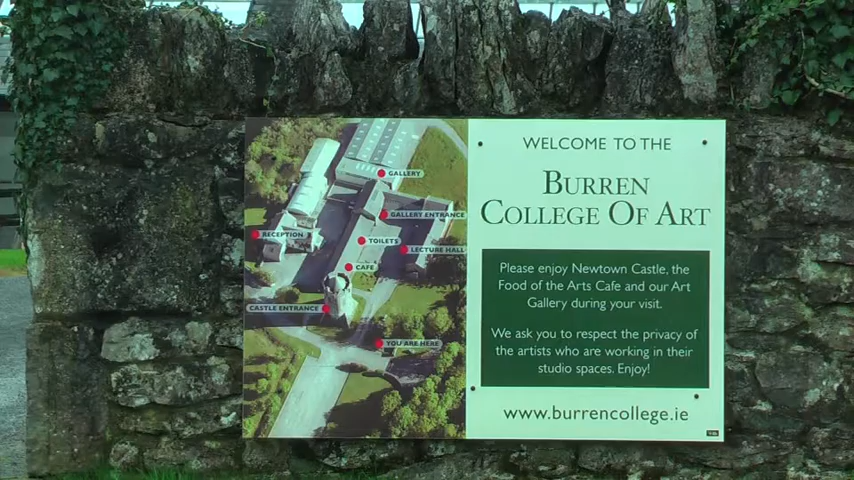 GALLERY
GALLERY ENTRANCE
RECEPTION
TOILETS
LECTURE HALL
CAFE
CASTLE ENTRANCE
YOU ARE HERE
WELCOME TO THE
BURREN
COLLEGE OF ART
Please enjoy Newtown Castle, the
Food of the Arts Cafe and our Art
Gallery during your visit.
We ask you to respect the privacy of
the artists who are working in their
studio spaces. Enjoy!
www.burrencollege.ie